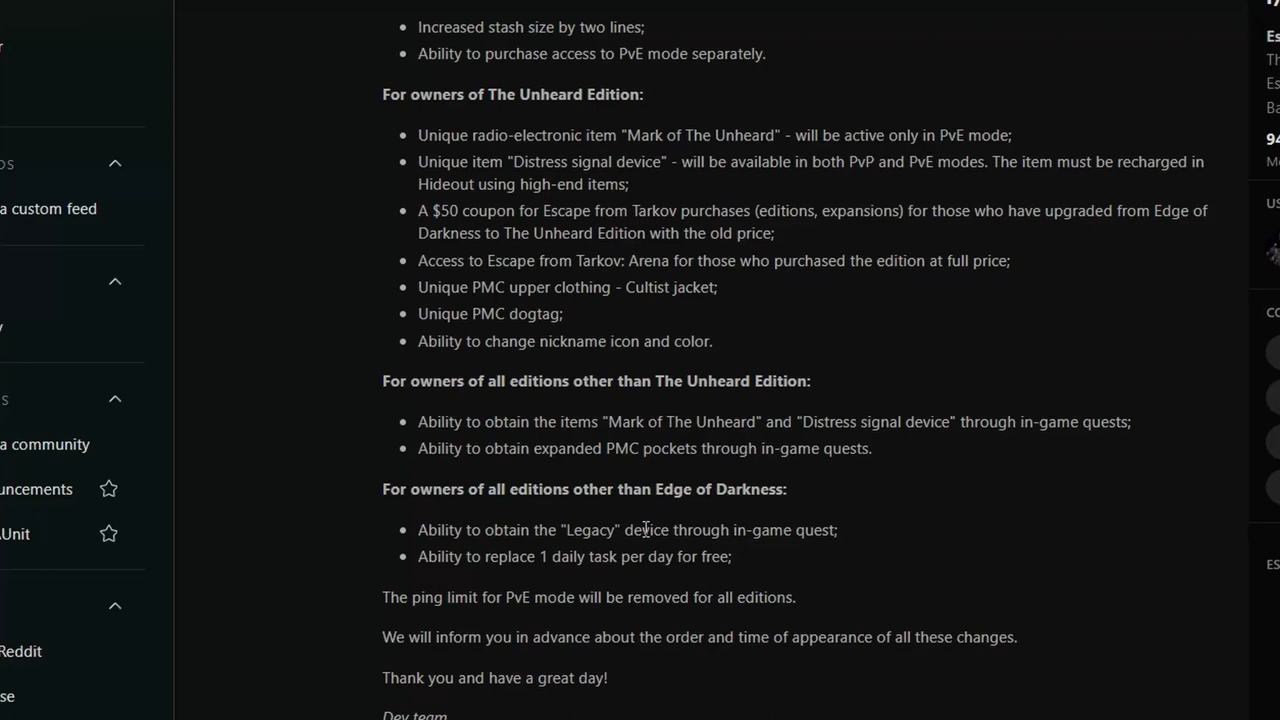 Increased stash size by two lines;
Ability to purchase access to PvE mode separately.
For owners of The Unheard Edition:
Unique radio-electronic item "Mark of The Unheard" - will be active only in PvE mode;
Unique item "Distress signal device" - will be available in both PvP and PvE modes. The item must be recharged in
Hideout using high-end items;
A $50 coupon for Escape from Tarkov purchases (editions, expansions) for those who have upgraded from Edge of
Darkness to The Unheard Edition with the old price;
Access to Escape from Tarkov: Arena for those who purchased the edition at full price;
Unique PMC upper clothing - Cultist jacket;
Unique PMC dogtag;
Ability to change nickname icon and color.
For owners of all editions other than The Unheard Edition:
Ability to obtain the items "Mark of The Unheard" and "Distress signal device" through in-game quests;
Ability to obtain expanded PMC pockets through in-game quests.
For owners of all editions other than Edge of Darkness:
Ability to obtain the "Legacy" device through in-game quest;
Ability to replace 1 daily task per day for free;
The ping limit for PvE mode will be removed for all editions.
We will inform you in advance about the order and time of appearance of all these changes.
Thank you and have a great day!
Dev team
a custom feed
a community
uncements
Unit
Reddit
se
Es
Th
Es
Ba
94
Me
US
CO
ES